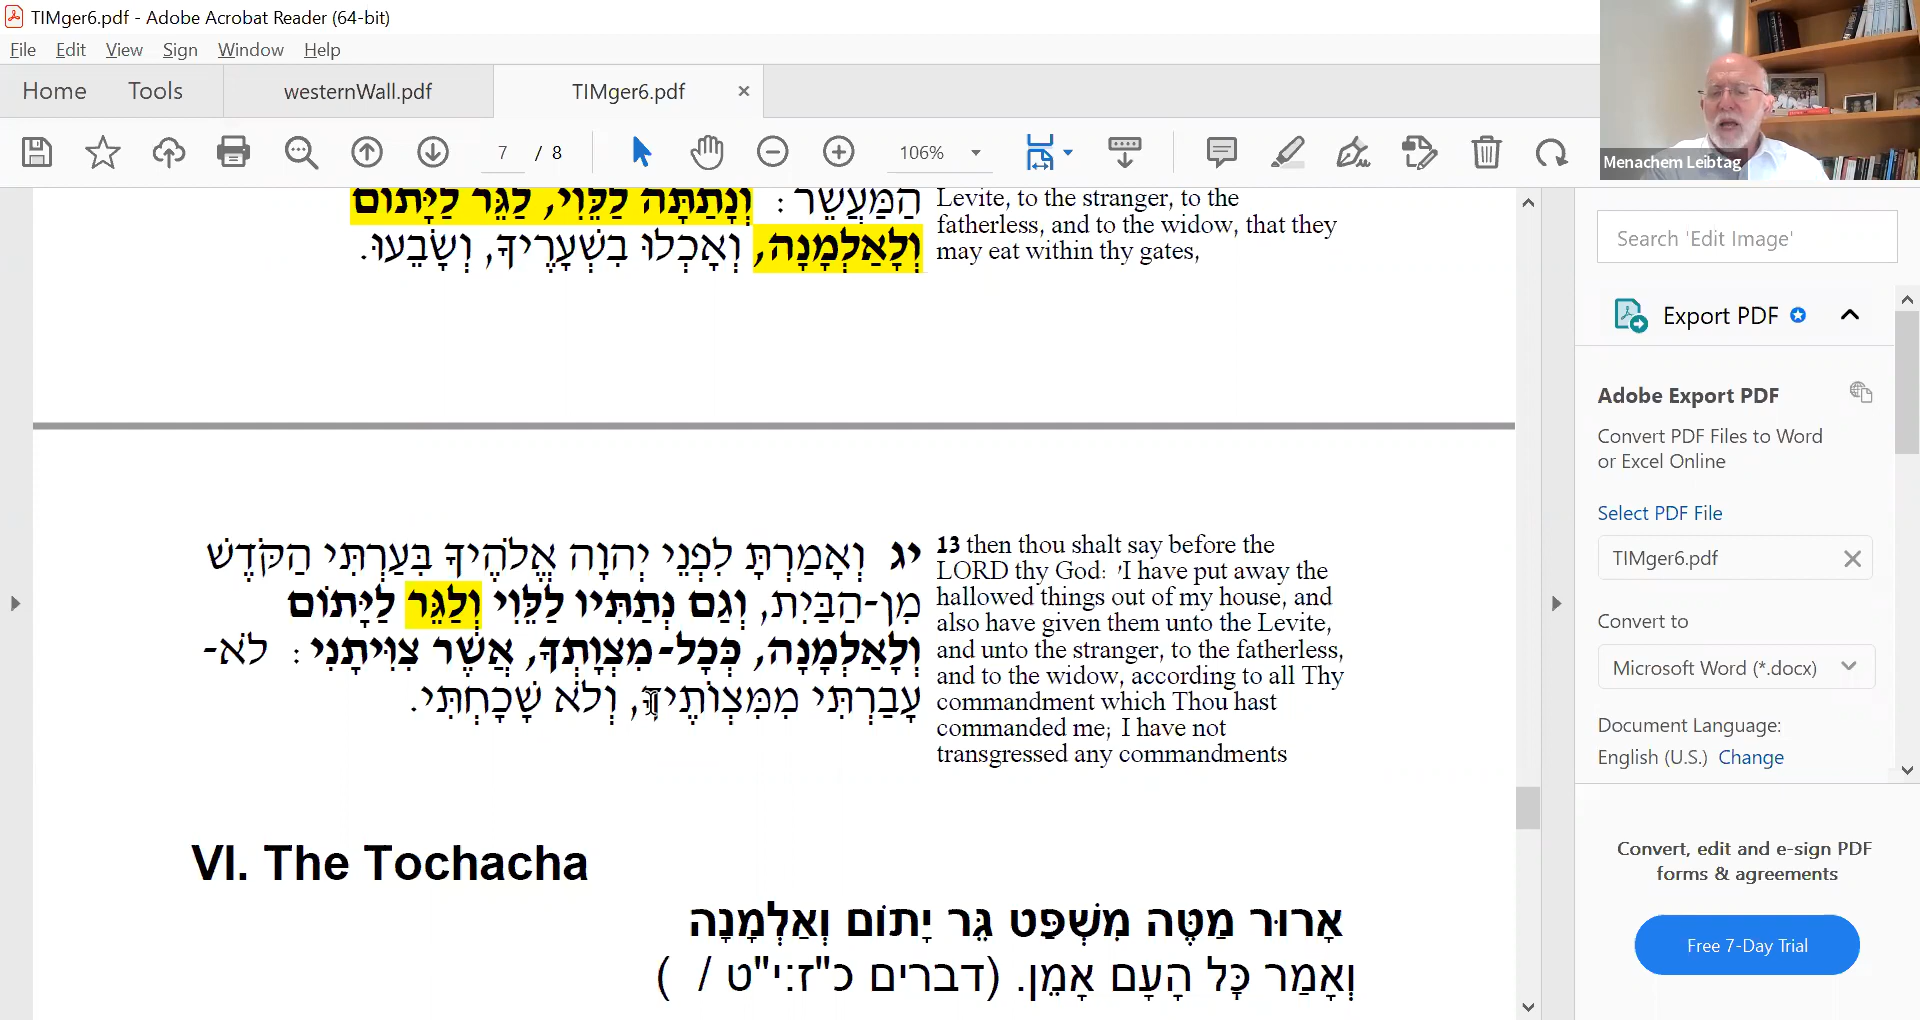 TIMger6.pdf - Adobe Acrobat Reader (64-bit)
File Edit View Sign Window Help
Home Tools westernWall.pdf TIMger6.pdf ×
7 / 8 106%
Menachem Leibtag
הַמַּעֲשֵׂר: וְנָתַתָּה לַלֵּוִי, לַגֵּר לַיָּתוֹם
וְלָאַלְמָנָה, וְאָכְלוּ בִשְׁעָרֶיךָ, וְשָׂבֵעוּ.
Levite, to the stranger, to the
fatherless, and to the widow, that they
may eat within thy gates,
יג וְאָמַרְתָּ לִפְנֵי יְהוָה אֱלֹהֶיךָ בִּעַרְתִּי הַקֹּדֶשׁ
מִן-הַבַּיִת, וְגַם נְתַתִּיו לַלֵּוִי וְלַגֵּר לַיָּתוֹם
וְלָאַלְמָנָה, כְּכָל-מִצְוָתְךָ, אֲשֶׁר צִוִּיתָנִי: לֹא-
עָבַרְתִּי מִמִּצְוֹתֶיךָ, וְלֹא שָׁכָחְתִּי.
13 then thou shalt say before the
LORD thy God: 'I have put away the
hallowed things out of my house, and
also have given them unto the Levite,
and unto the stranger, to the fatherless,
and to the widow, according to all Thy
commandment which Thou hast
commanded me; I have not
transgressed any commandments
VI. The Tochacha
אָרוּר מַטֶּה מִשְׁפַּט גֵּר יָתוֹם וְאַלְמָנָה
וְאָמַר כָּל הָעָם אָמֵן. (דברים כ"ז:י"ט / )
Search 'Edit Image'
Export PDF
Adobe Export PDF
Convert PDF Files to Word
or Excel Online
Select PDF File
TIMger6.pdf
Convert to
Microsoft Word (*.docx)
Document Language:
English (U.S.) Change
Convert, edit and e-sign PDF
forms & agreements
Free 7-Day Trial